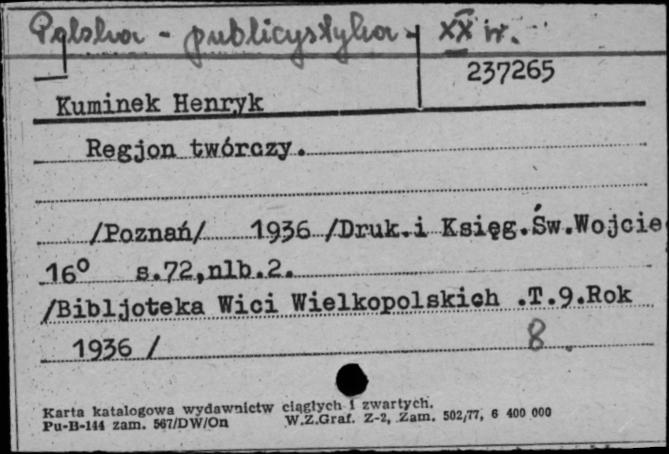 Polska - publicystyka - XX w.
237265
Kuminek Henryk
Regjon twórczy.
/Poznań/ 1936 /Druk.i Księg.Św.Wojcie
16° s.72,nlb.2.
/Bibljoteka Wici Wielkopolskich .T.9.Rok
1936 / 8.
Karta katalogowa wydawnictw ciągłych i zwartych.
Pu-B-144 zam. 567/DW/On W.Z.Graf. Z-2, Zam. 502/77, 6 400 000